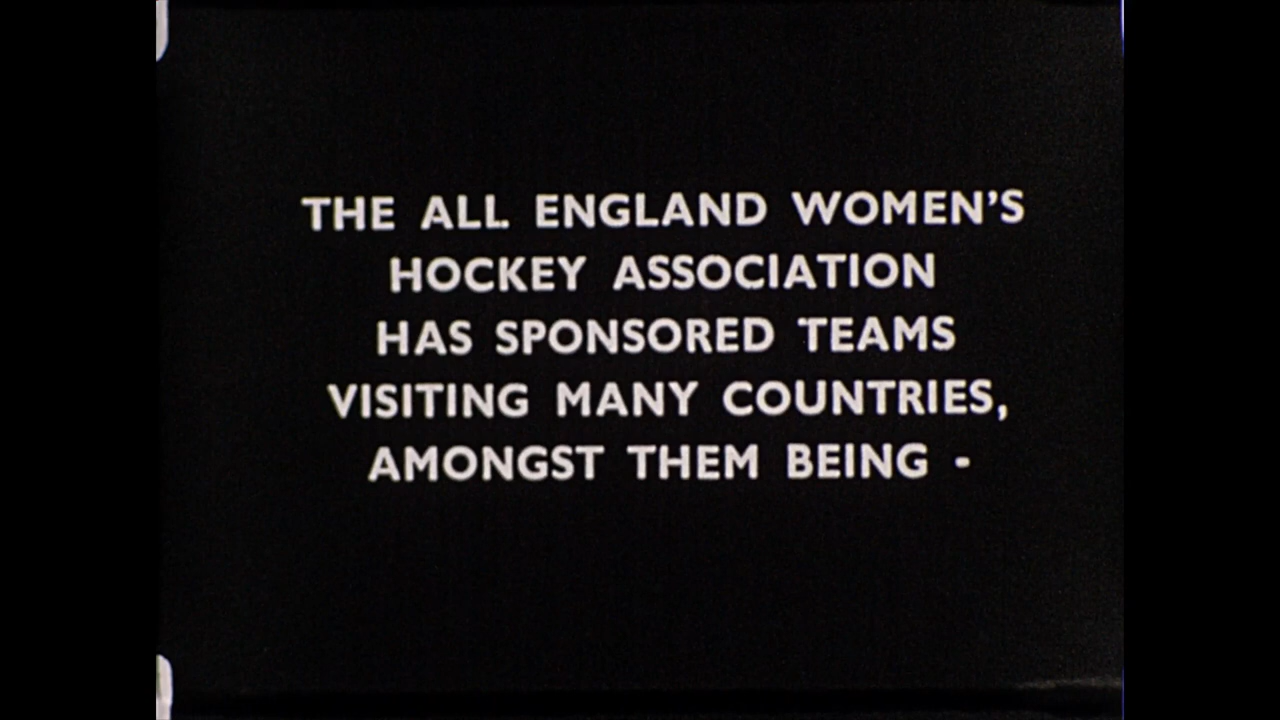 THE ALL ENGLAND WOMEN'S
HOCKEY ASSOCIATION
HAS SPONSORED TEAMS
VISITING MANY COUNTRIES,
AMONGST THEM BEING -